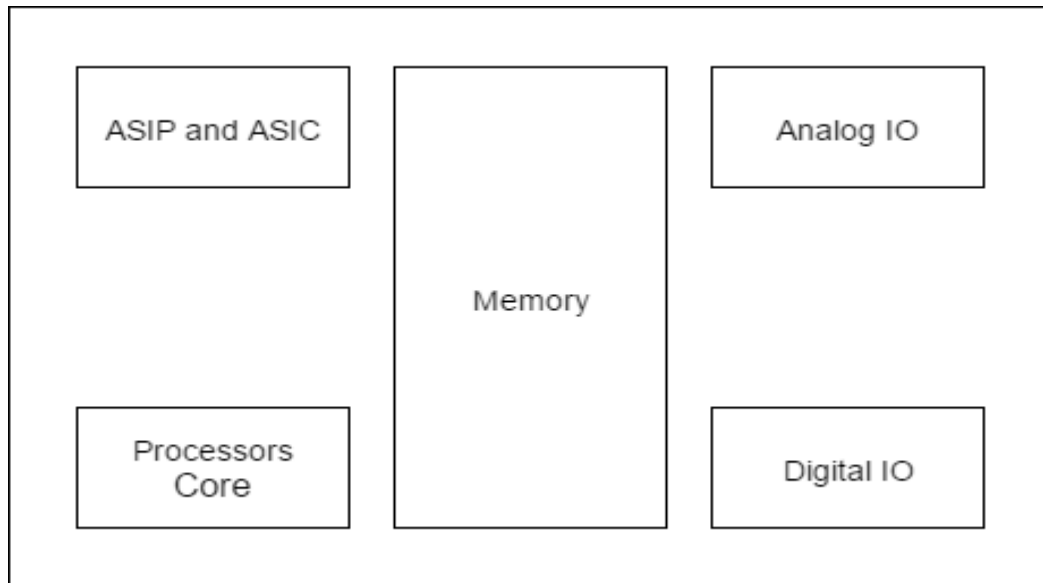 ASIP and ASIC
Analog IO
Memory
Processors
Core
Digital IO